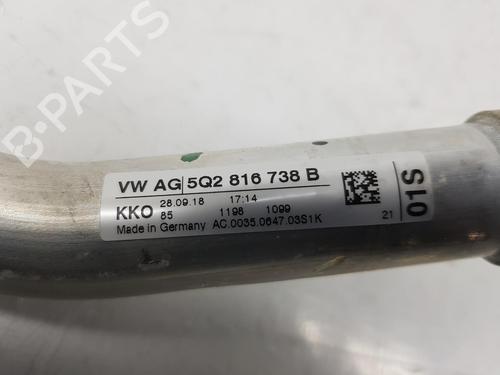 B-PARTS
VW AG 5Q2 816 738 B
KKO 28.09.18 17:14
85 1198 1099
Made in Germany AC.0035.0647.03S1K 21
01S